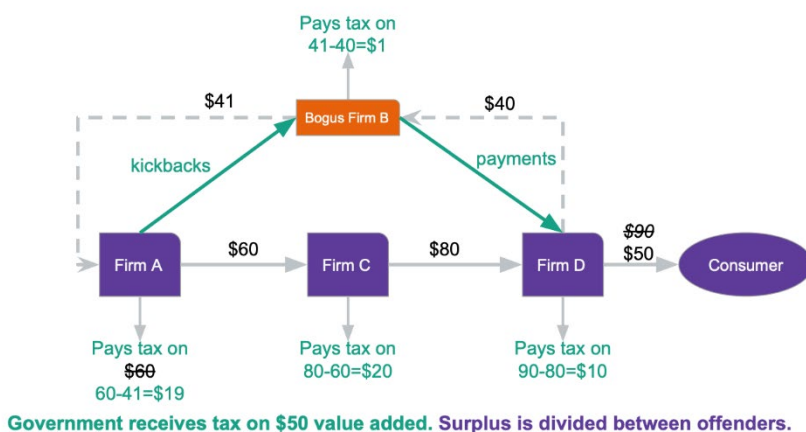 Pays tax on
41-40=$1
$41
Bogus Firm B
$40
kickbacks
payments
Firm A
$60
Firm C
$80
Firm D
$90
$50
Consumer
Pays tax on
$60
60-41=$19
Pays tax on
80-60=$20
Pays tax on
90-80=$10
Government receives tax on $50 value added. Surplus is divided between offenders.